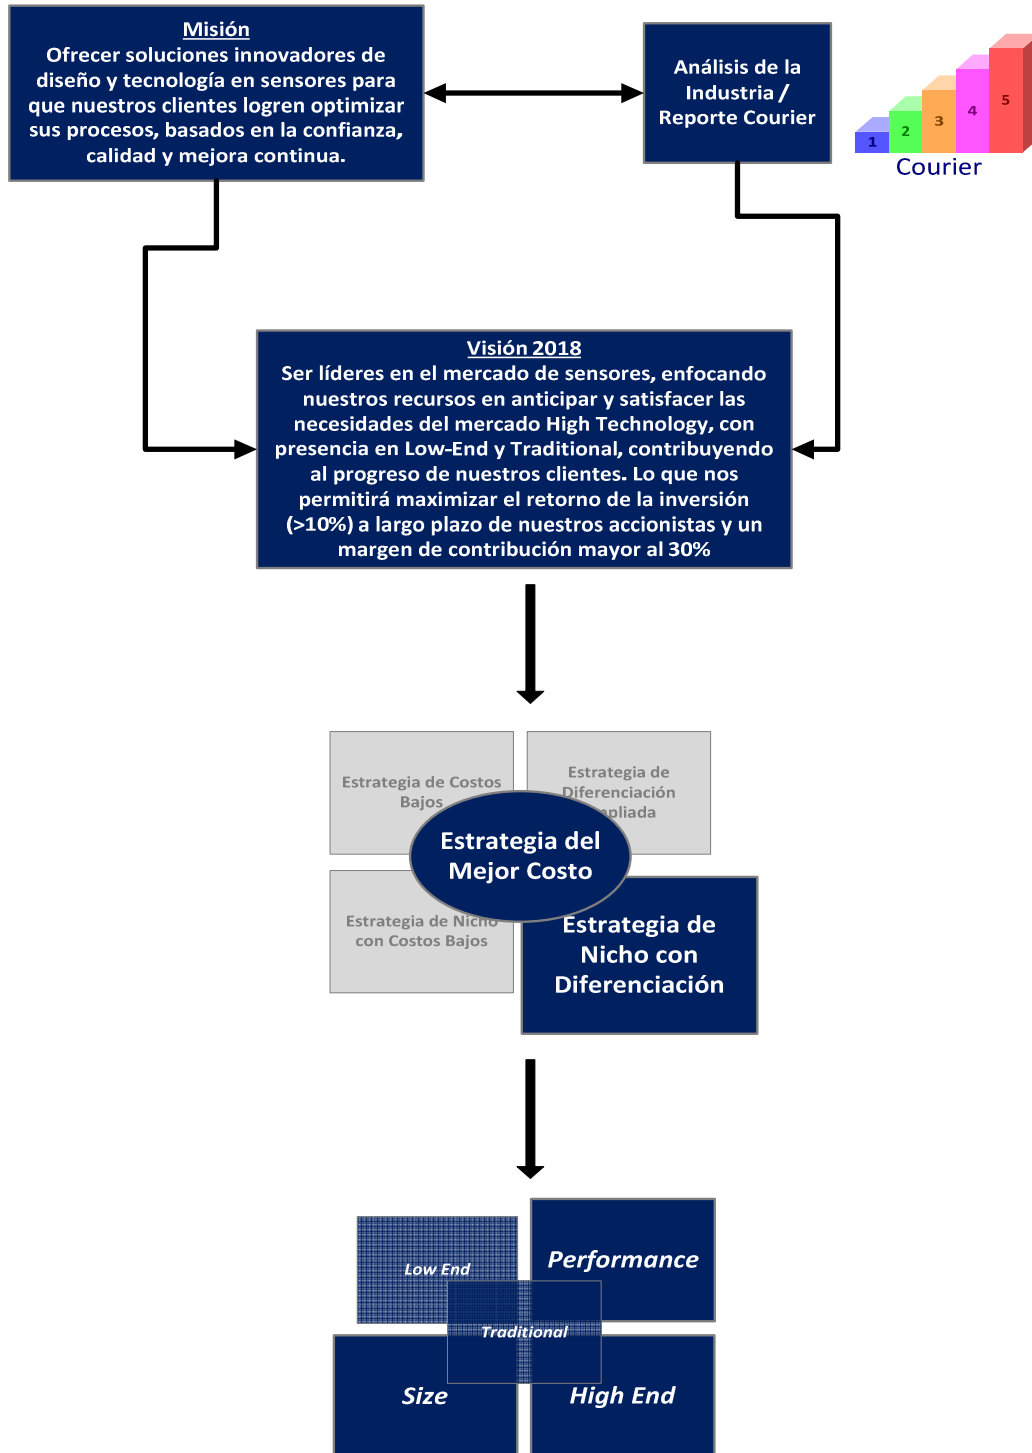 Misión
Ofrecer soluciones innovadores de
diseño y tecnología en sensores para
que nuestros clientes logren optimizar
sus procesos, basados en la confianza,
calidad y mejora continua.
Análisis de la
Industria /
Reporte Courier
1
2
3
4
5
Courier
Visión 2018
Ser líderes en el mercado de sensores, enfocando
nuestros recursos en anticipar y satisfacer las
necesidades del mercado High Technology, con
presencia en Low-End y Traditional, contribuyendo
al progreso de nuestros clientes. Lo que nos
permitirá maximizar el retorno de la inversión
(>10%) a largo plazo de nuestros accionistas y un
margen de contribución mayor al 30%
Estrategia de Costos
Bajos
Estrategia de
Diferenciación
mpliada
Estrategia del
Mejor Costo
Estrategia de Nicho
con Costos Bajos
Estrategia de
Nicho con
Diferenciación
Low End
Performance
Traditional
Size
High End